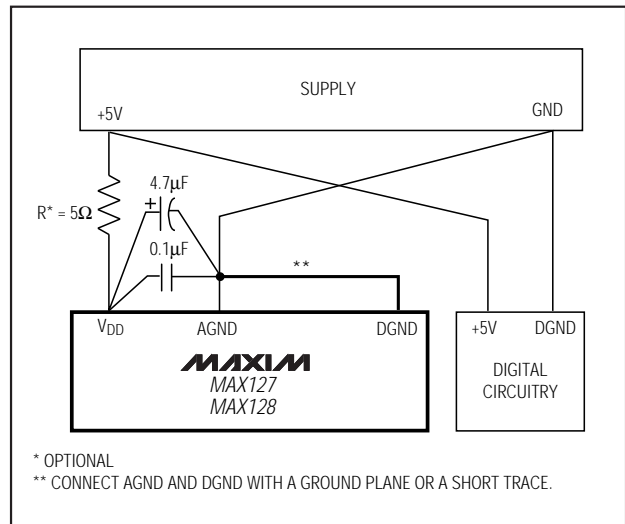 SUPPLY
+5V
GND
4.7µF
+
R* = 5Ω
0.1µF
**
VDD
AGND
DGND
MAXIM
MAX127
MAX128
+5V
DGND
DIGITAL
CIRCUITRY
* OPTIONAL
** CONNECT AGND AND DGND WITH A GROUND PLANE OR A SHORT TRACE.